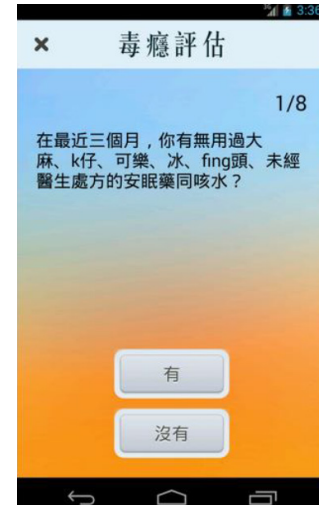 3G 3:36
× 毒癮評估
1/8
在最近三個月，你有無用過大
麻、k仔、可樂、冰、fing頭、未經
醫生處方的安眠藥同咳水？
有
沒有